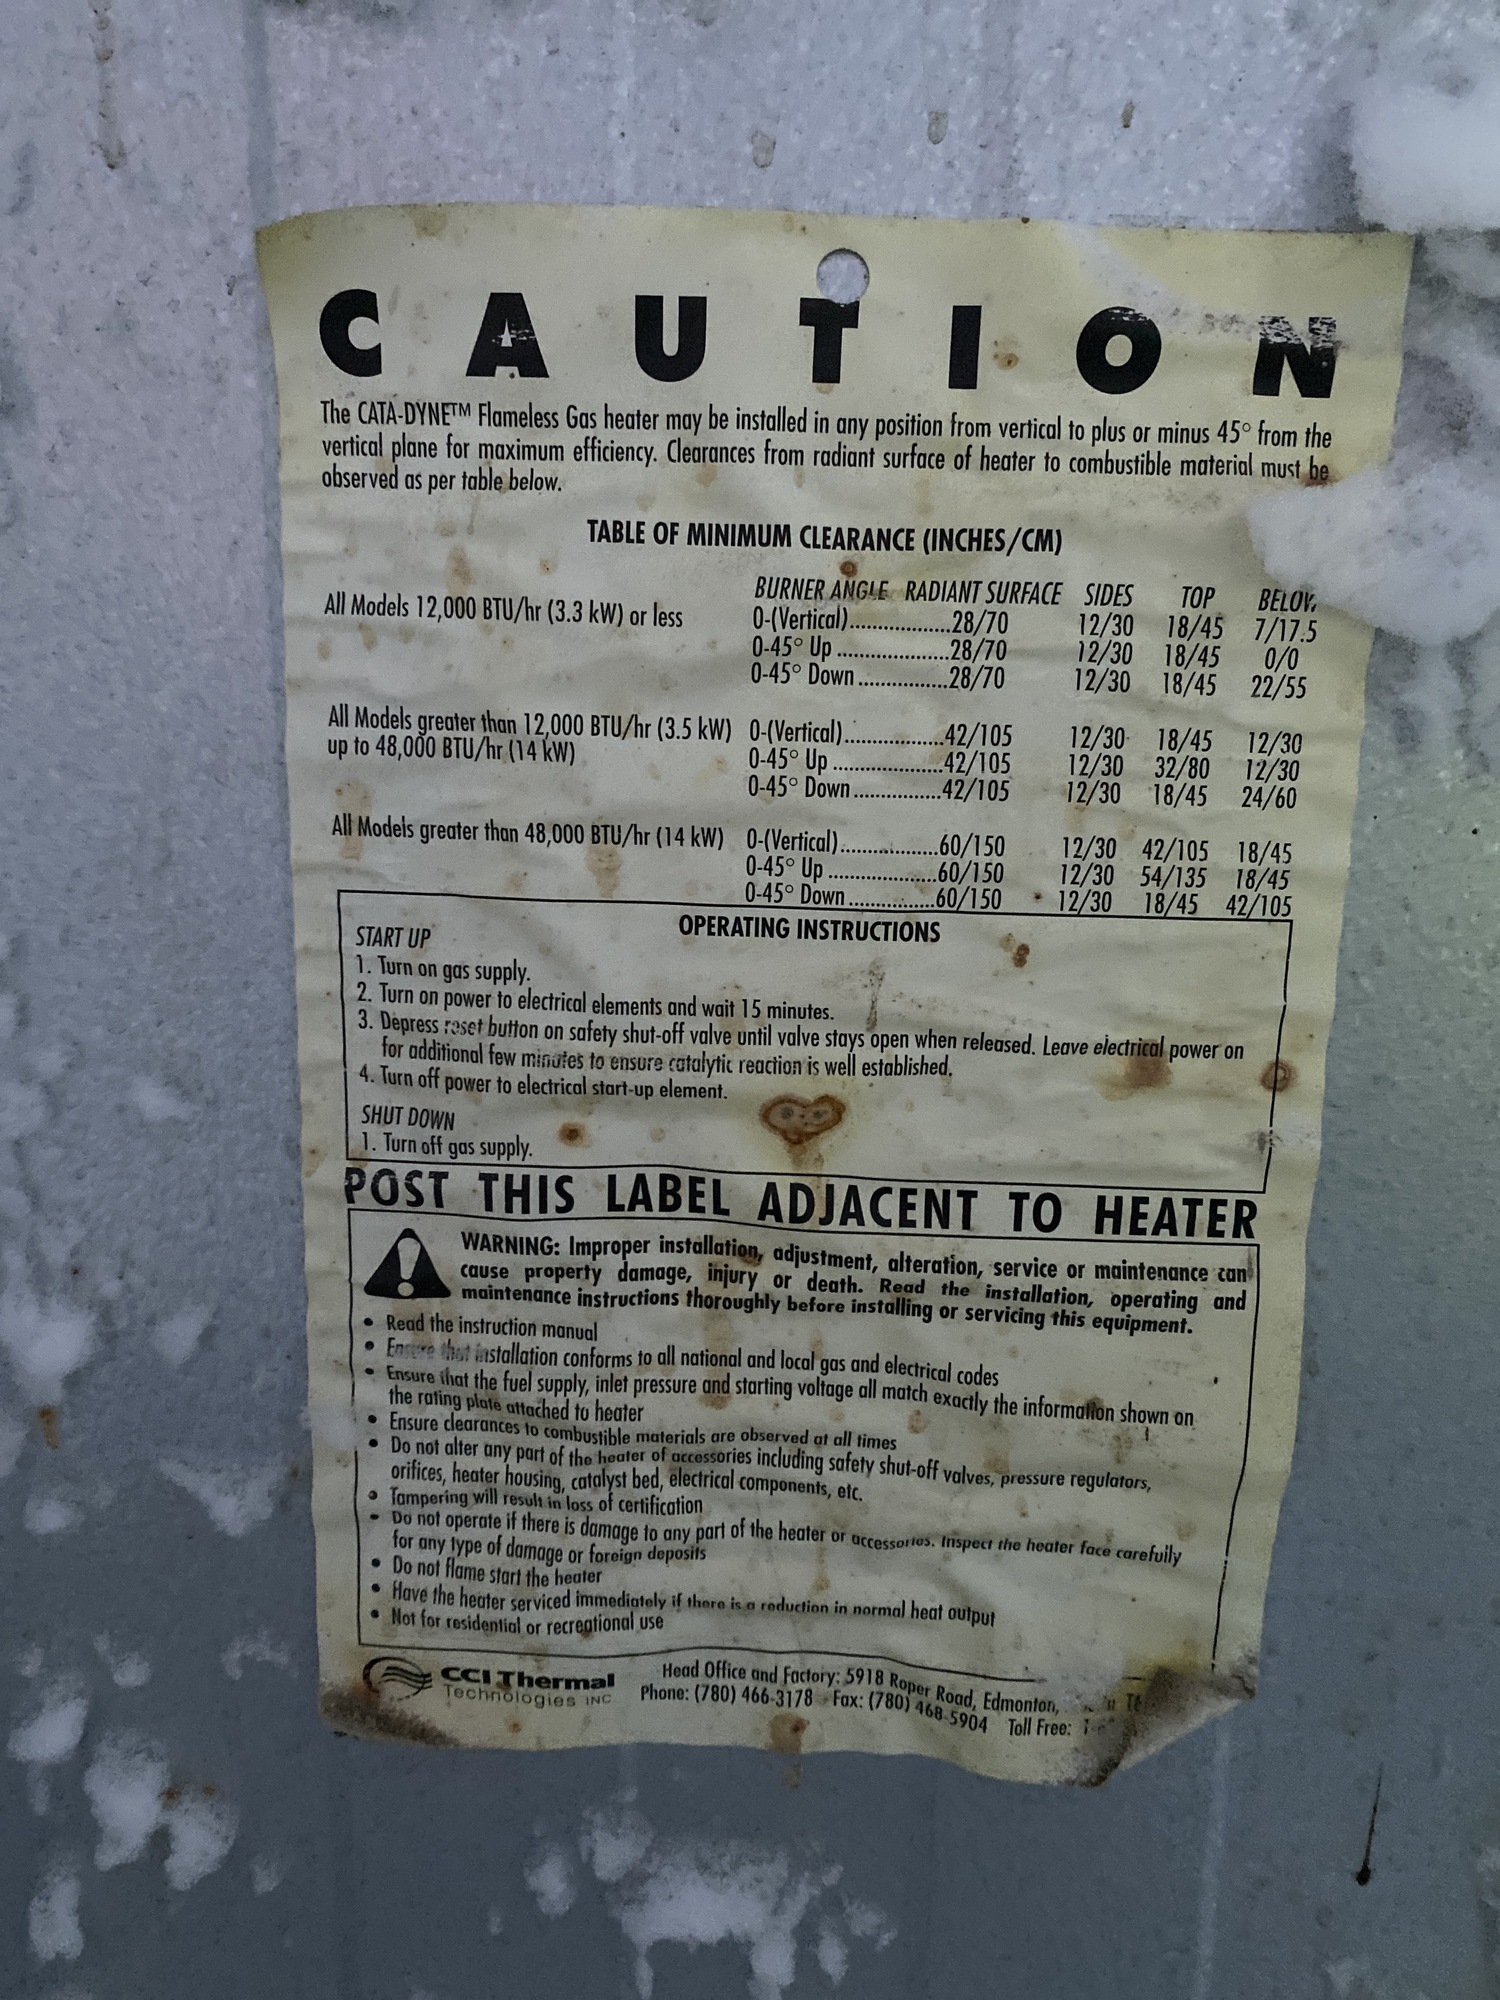 CAUTION
The CATA-DYNE™ Flameless Gas heater may be installed in any position from vertical to plus or minus 45° from the
vertical plane for maximum efficiency. Clearances from radiant surface of heater to combustible material must be
observed as per table below.
TABLE OF MINIMUM CLEARANCE (INCHES/CM)
BURNER ANGLE RADIANT SURFACE SIDES TOP BELOW
All Models 12,000 BTU/hr (3.3 kW) or less 0-(Vertical)..................28/70 12/30 18/45 7/17.5
0-45° Up ....................28/70 12/30 18/45 0/0
0-45° Down ................28/70 12/30 18/45 22/55
All Models greater than 12,000 BTU/hr (3.5 kW) 0-(Vertical)..................42/105 12/30 18/45 12/30
up to 48,000 BTU/hr (14 kW) 0-45° Up ...................42/105 12/30 32/80 12/30
0-45° Down ................42/105 12/30 18/45 24/60
All Models greater than 48,000 BTU/hr (14 kW) 0-(Vertical)..................60/150 12/30 42/105 18/45
0-45° Up ...................60/150 12/30 54/135 18/45
0-45° Down ................60/150 12/30 18/45 42/105
OPERATING INSTRUCTIONS
START UP
1. Turn on gas supply.
2. Turn on power to electrical elements and wait 15 minutes.
3. Depress reset button on safety shut-off valve until valve stays open when released. Leave electrical power on
for additional few minutes to ensure catalytic reaction is well established.
4. Turn off power to electrical start-up element.
SHUT DOWN
1. Turn off gas supply.
POST THIS LABEL ADJACENT TO HEATER
WARNING: Improper installation, adjustment, alteration, service or maintenance can
cause property damage, injury or death. Read the installation, operating and
maintenance instructions thoroughly before installing or servicing this equipment.
• Read the instruction manual
• Ensure that installation conforms to all national and local gas and electrical codes
• Ensure that the fuel supply, inlet pressure and starting voltage all match exactly the information shown on
the rating plate attached to heater
• Ensure clearances to combustible materials are observed at all times
• Do not alter any part of the heater of accessories including safety shut-off valves, pressure regulators,
orifices, heater housing, catalyst bed, electrical components, etc.
• Tampering will result in loss of certification
• Do not operate if there is damage to any part of the heater or accessories. Inspect the heater face carefully
for any type of damage or foreign deposits
• Do not flame start the heater
• Have the heater serviced immediately if there is a reduction in normal heat output
• Not for residential or recreational use
CCI Thermal
Technologies INC
Head Office and Factory: 5918 Roper Road, Edmonton,
Phone: (780) 466-3178 Fax: (780) 468-5904 Toll Free: